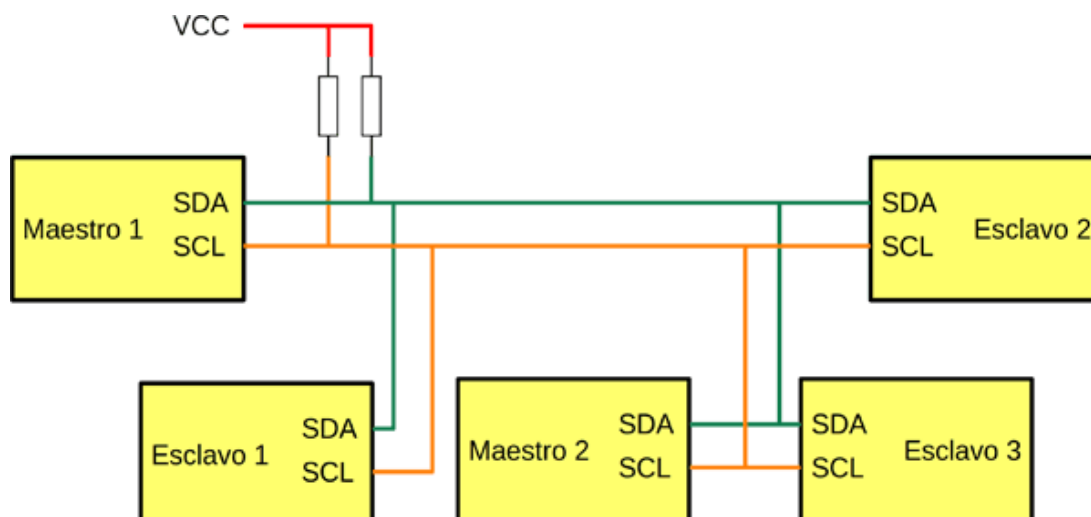 VCC
SDA
Maestro 1
SCL
SDA
Esclavo 2
SCL
SDA
Esclavo 1
SCL
SDA
Maestro 2
SCL
SDA
Esclavo 3
SCL